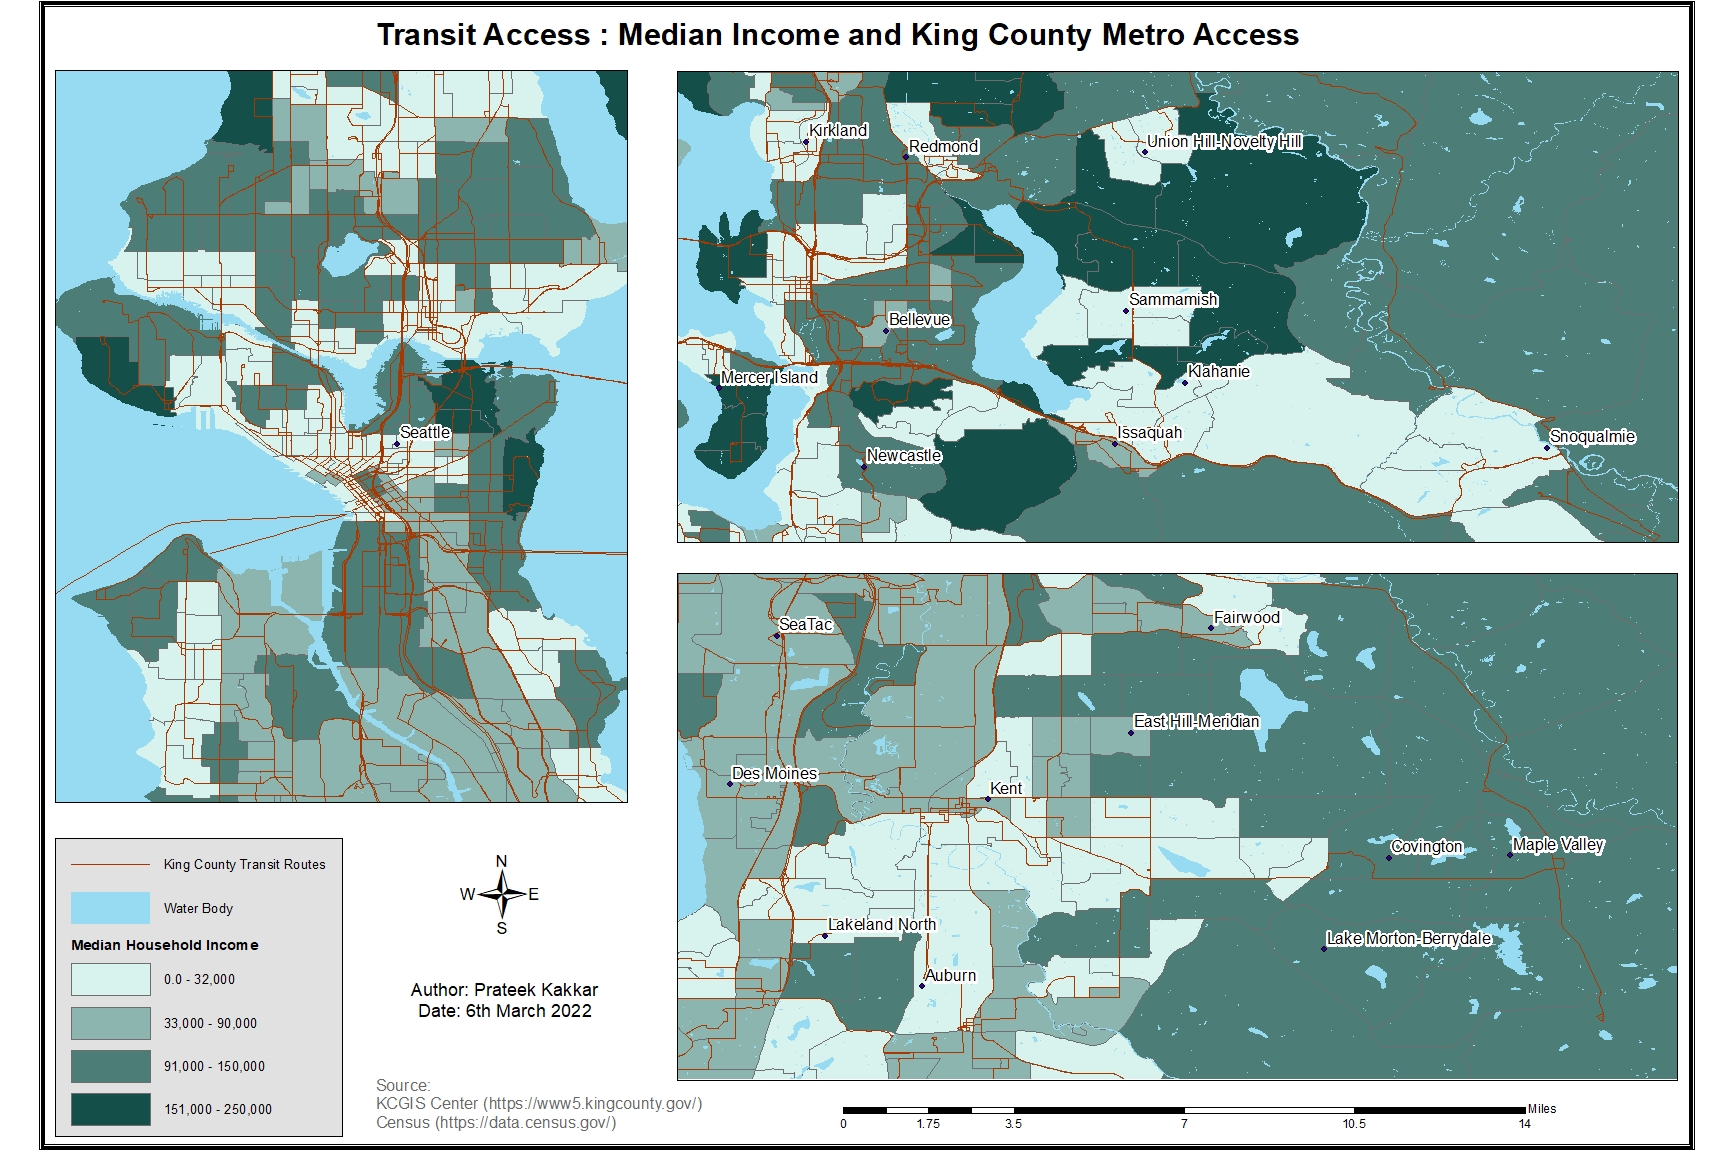 Transit Access : Median Income and King County Metro Access
Seattle
Kirkland
Redmond
Union Hill-Novelty Hill
Sammamish
Bellevue
Mercer Island
Klahanie
Issaquah
Snoqualmie
Newcastle
SeaTac
Fairwood
East Hill-Meridian
Des Moines
Kent
Covington
Maple Valley
Lakeland North
Lake Morton-Berrydale
Auburn
King County Transit Routes
Water Body
Median Household Income
0.0 - 32,000
33,000 - 90,000
91,000 - 150,000
151,000 - 250,000
N
W E
S
Author: Prateek Kakkar
Date: 6th March 2022
Source:
KCGIS Center (https://www5.kingcounty.gov/)
Census (https://data.census.gov/)
Miles
0 1.75 3.5 7 10.5 14